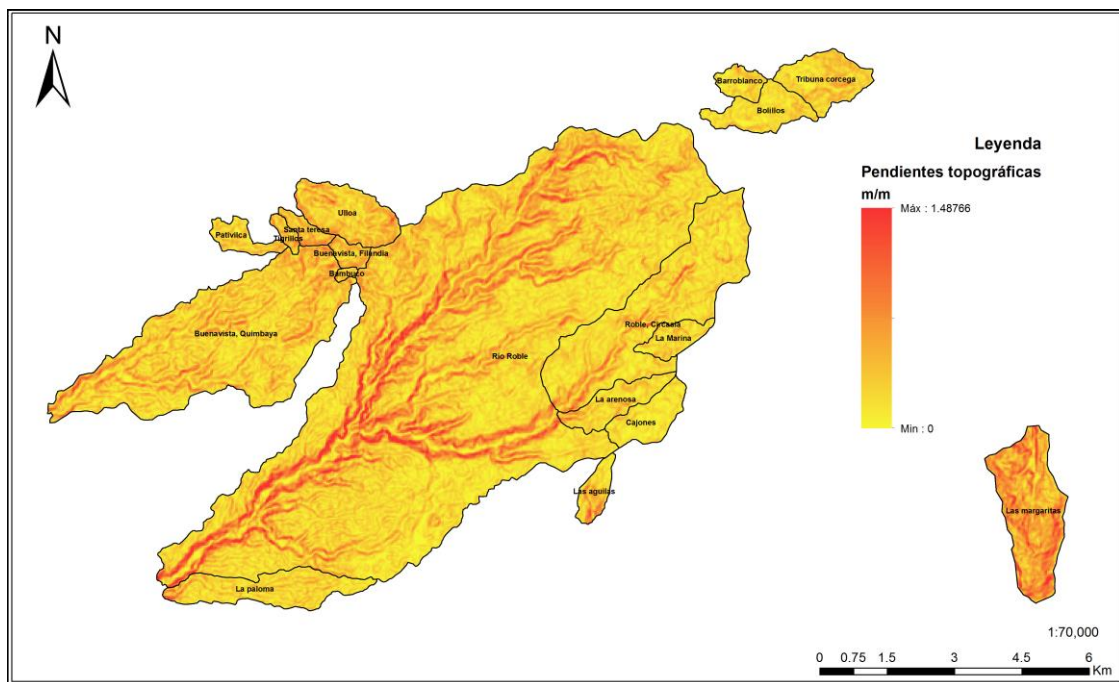 N
Barroblanco
Tribuna corcega
Bolillos
Leyenda
Pendientes topográficas
m/m
Máx : 1.48766
Min : 0
Ulloa
Santa teresa
Pativilca
Tigrillos
Buenavista, Filandia
Bambuco
Buenavista, Quimbaya
Roble, Circasia
La Marina
Rio Roble
La arenosa
Cajones
Las aguilas
Las margaritas
La paloma
1:70,000
0 0.75 1.5 3 4.5 6
Km